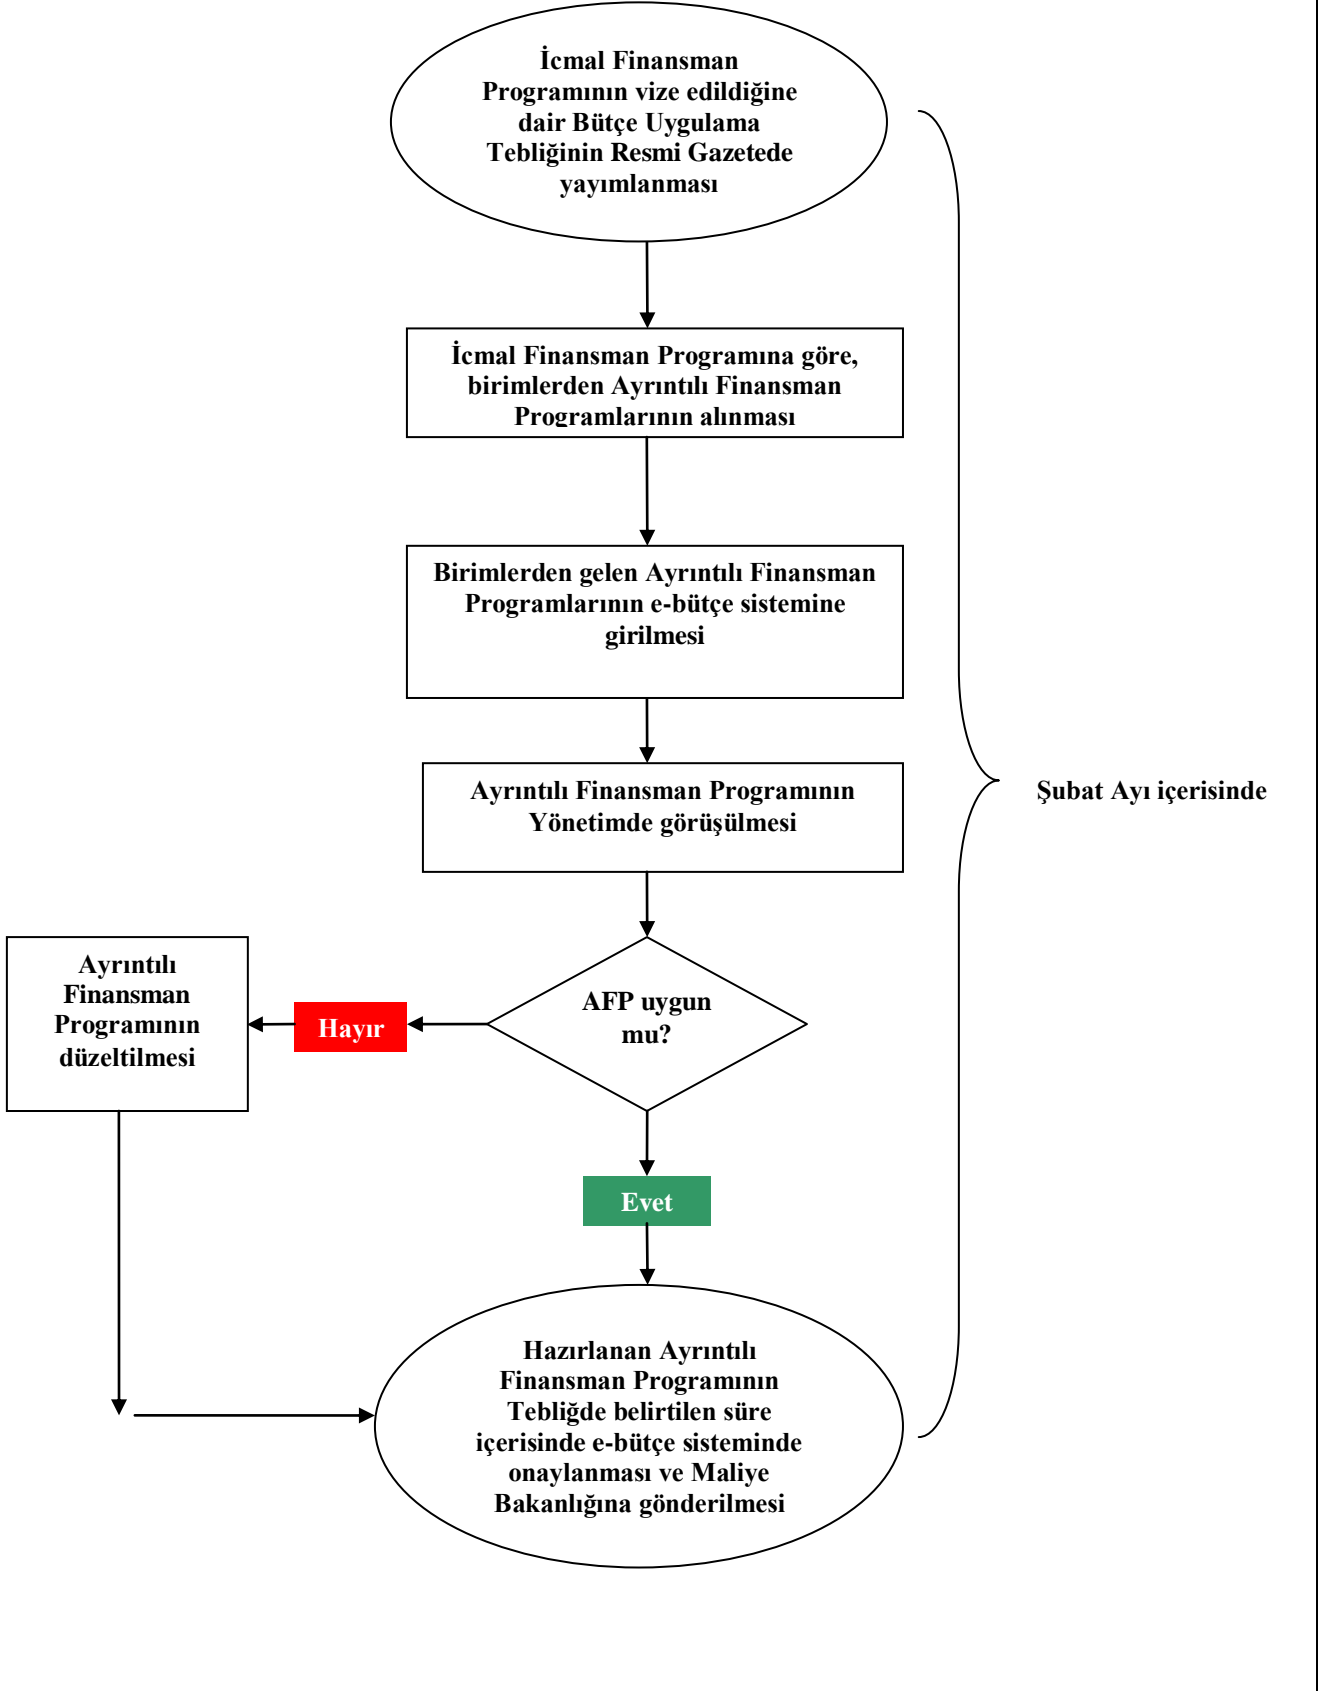 İcmal Finansman
Programının vize edildiğine
dair Bütçe Uygulama
Tebliğinin Resmi Gazetede
yayımlanması
İcmal Finansman Programına göre,
birimlerden Ayrıntılı Finansman
Programlarının alınması
Birimlerden gelen Ayrıntılı Finansman
Programlarının e-bütçe sistemine
girilmesi
Ayrıntılı Finansman Programının
Yönetimde görüşülmesi
Şubat Ayı içerisinde
Ayrıntılı
Finansman
Programının
düzeltilmesi
Hayır
AFP uygun
mu?
Evet
Hazırlanan Ayrıntılı
Finansman Programının
Tebliğde belirtilen süre
içerisinde e-bütçe sisteminde
onaylanması ve Maliye
Bakanlığına gönderilmesi